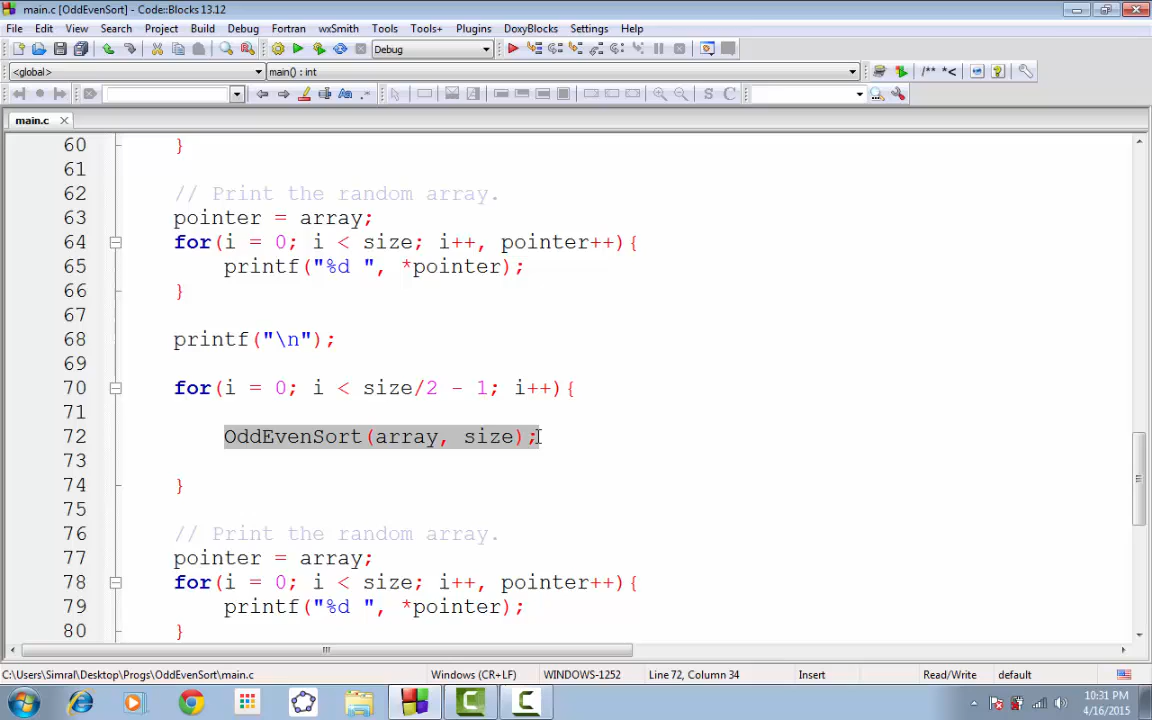 main.c [OddEvenSort] - Code::Blocks 13.12
File Edit View Search Project Build Debug Fortran wxSmith Tools Tools+ Plugins DoxyBlocks Settings Help
Debug
<global> main() : int /** *<
Aa .* S C
main.c
60 }
61
62 // Print the random array.
63 pointer = array;
64 for(i = 0; i < size; i++, pointer++){
65 printf("%d ", *pointer);
66 }
67
68 printf("\n");
69
70 for(i = 0; i < size/2 - 1; i++){
71
72 OddEvenSort(array, size);
73
74 }
75
76 // Print the random array.
77 pointer = array;
78 for(i = 0; i < size; i++, pointer++){
79 printf("%d ", *pointer);
80 }
C:\Users\Simral\Desktop\Progs\OddEvenSort\main.c Windows (CR+LF) WINDOWS-1252 Line 72, Column 34 Insert Read/Write default
10:31 PM
4/16/2015